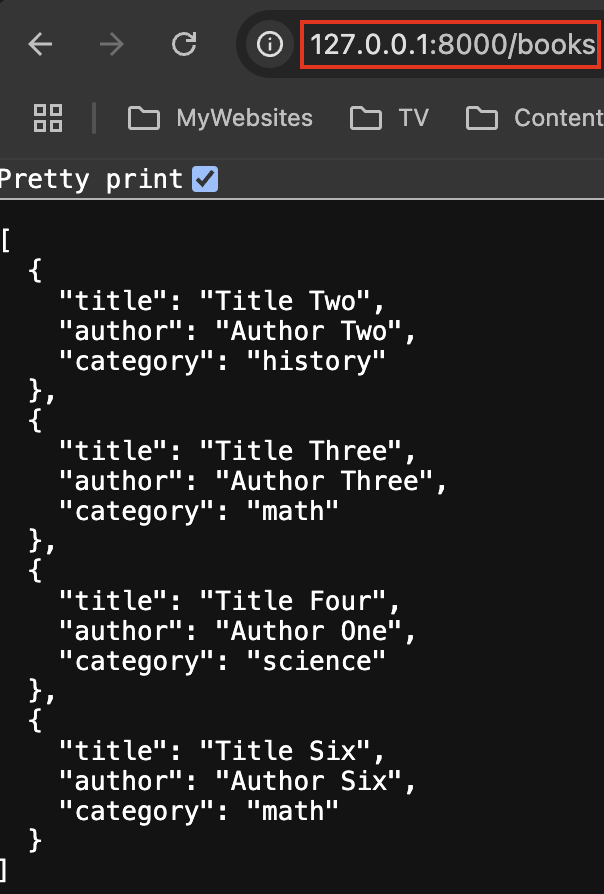 127.0.0.1:8000/books
MyWebsites TV Content
Pretty print
[
  {
    "title": "Title Two",
    "author": "Author Two",
    "category": "history"
  },
  {
    "title": "Title Three",
    "author": "Author Three",
    "category": "math"
  },
  {
    "title": "Title Four",
    "author": "Author One",
    "category": "science"
  },
  {
    "title": "Title Six",
    "author": "Author Six",
    "category": "math"
  }
]